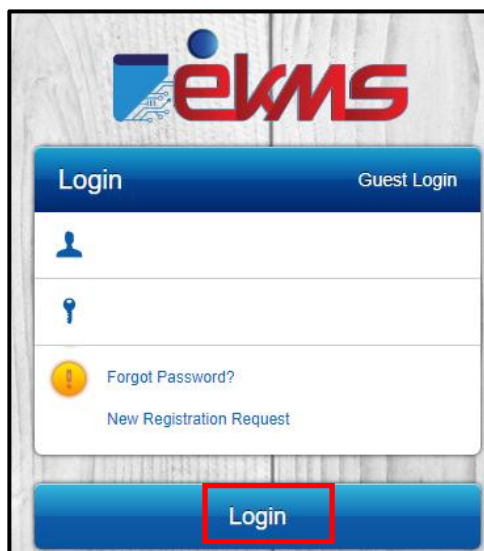 ekms
Login Guest Login
Forgot Password?
New Registration Request
Login